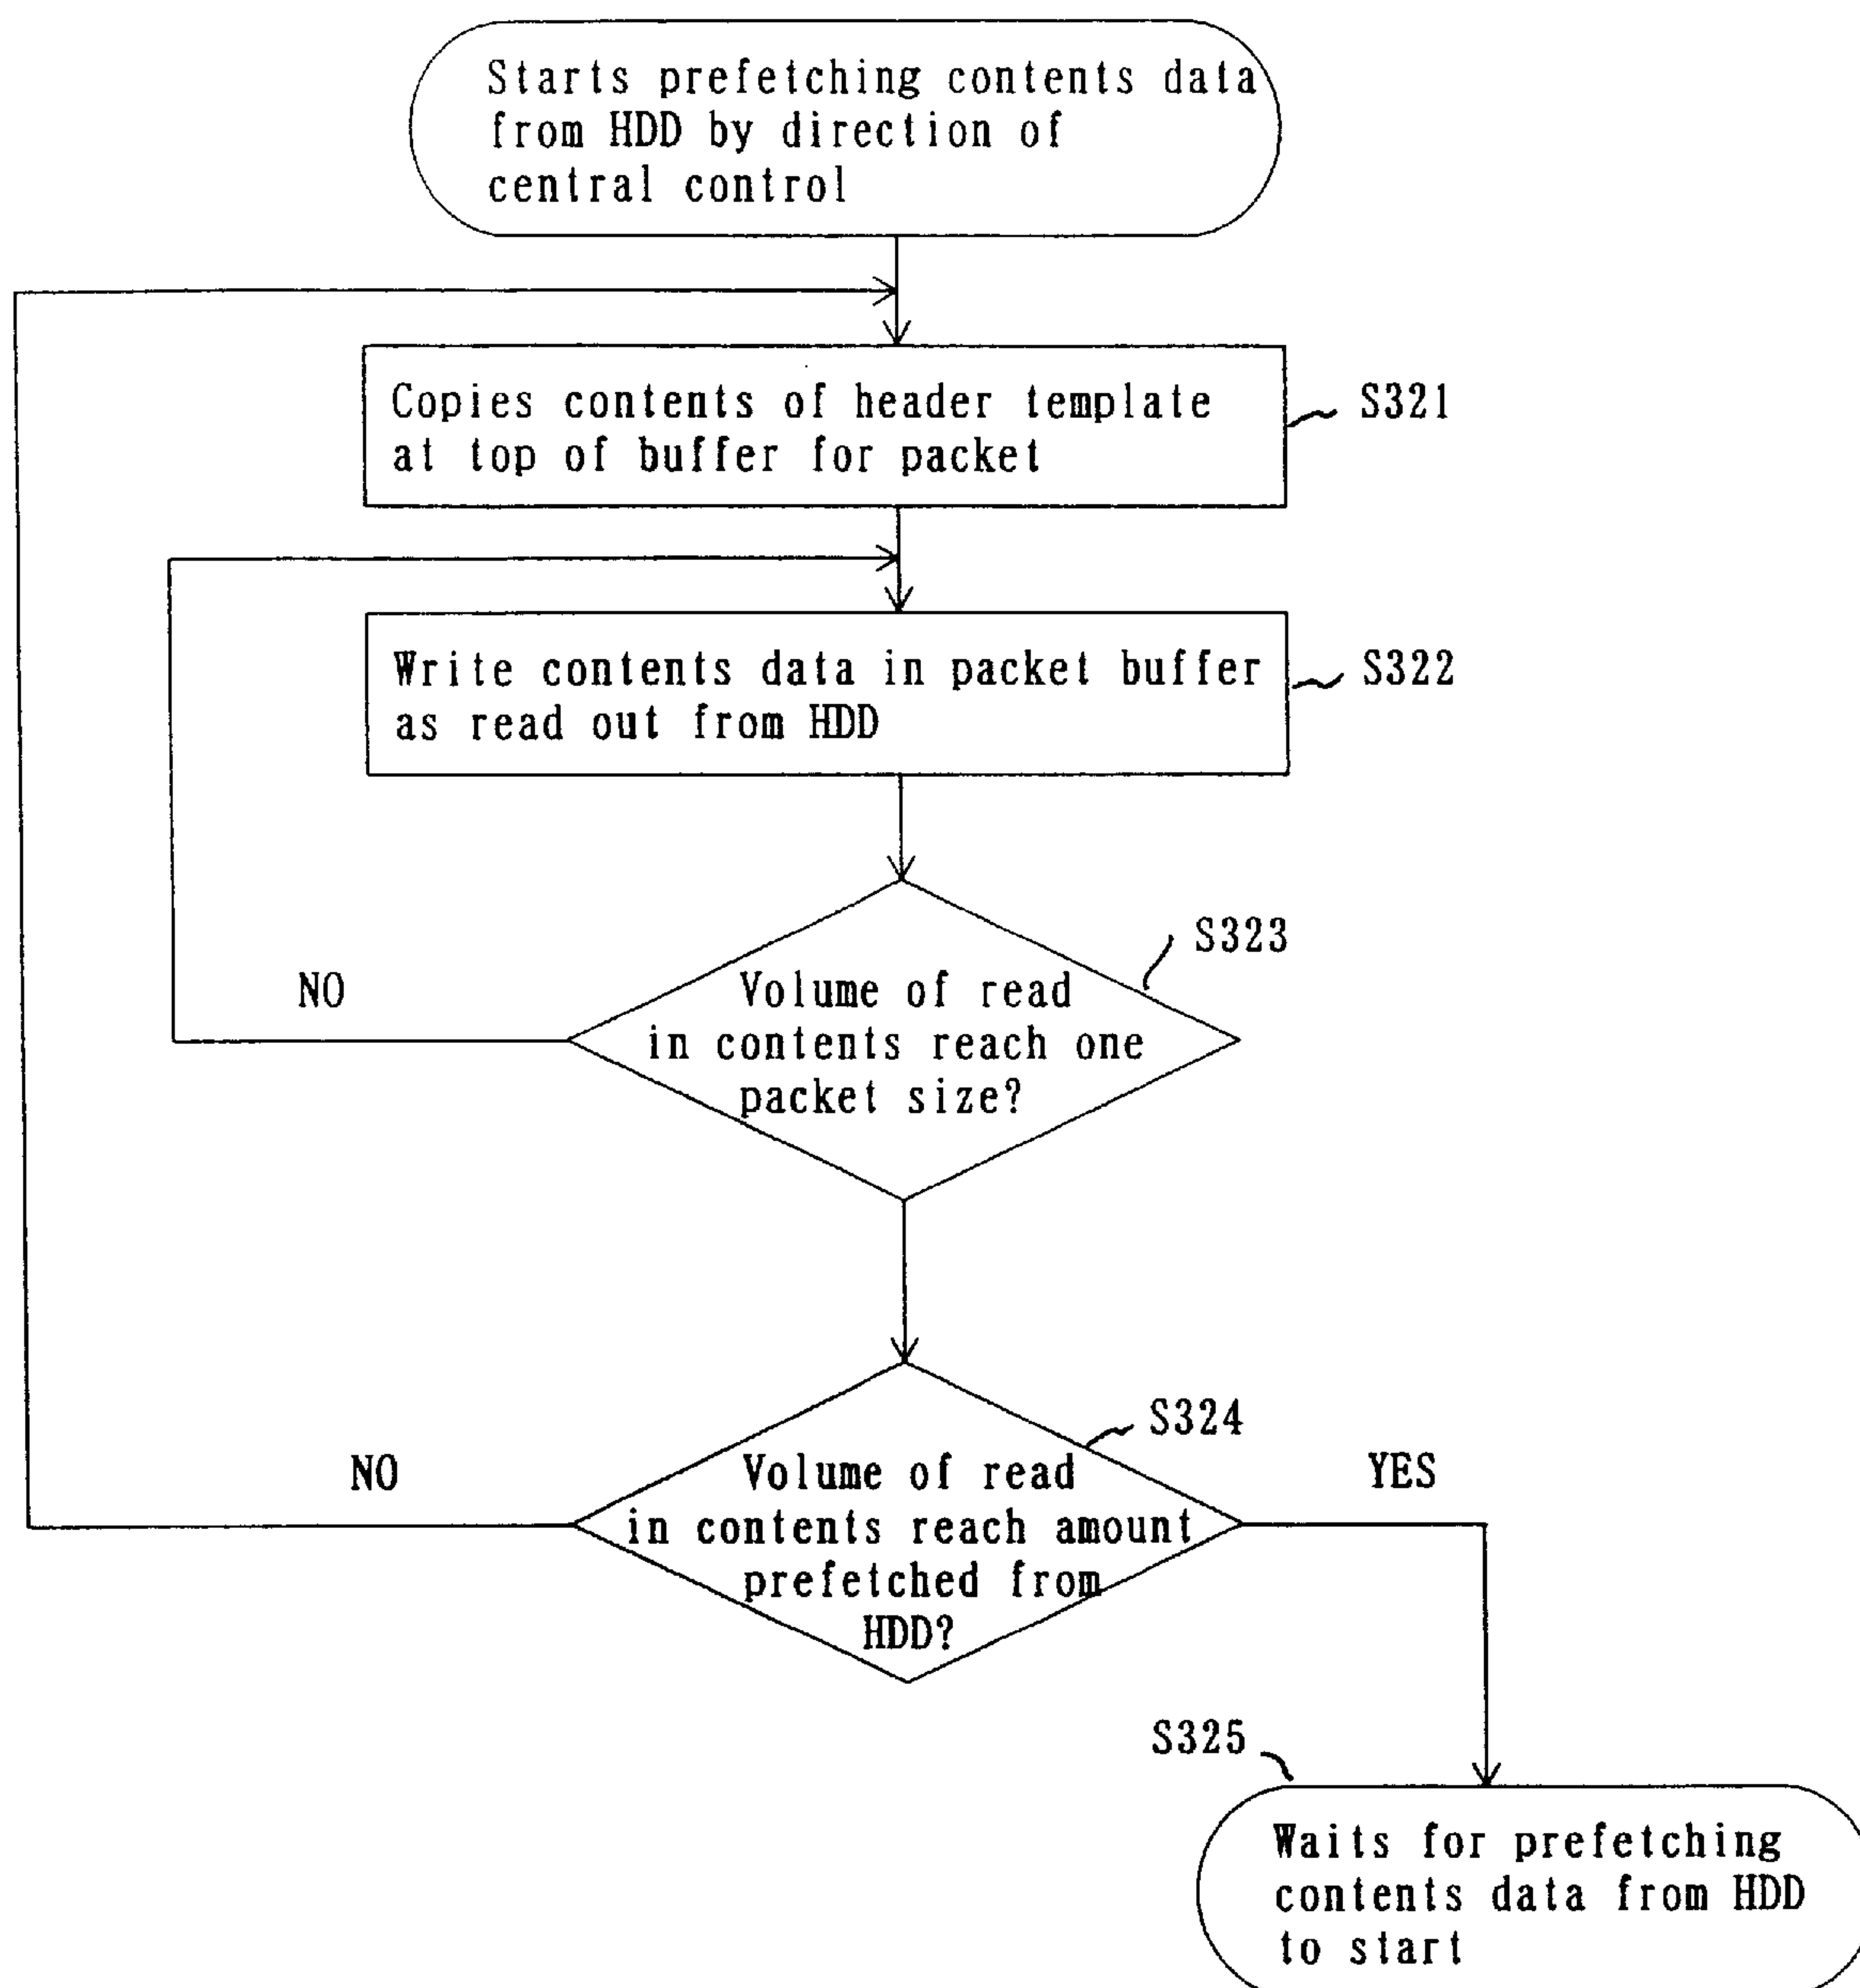 Starts prefetching contents data
from HDD by direction of
central control
Copies contents of header template
at top of buffer for packet
S321
Write contents data in packet buffer
as read out from HDD
S322
S323
NO
Volume of read
in contents reach one
packet size?
S324
NO
Volume of read
in contents reach amount
prefetched from
HDD?
YES
S325
Waits for prefetching
contents data from HDD
to start